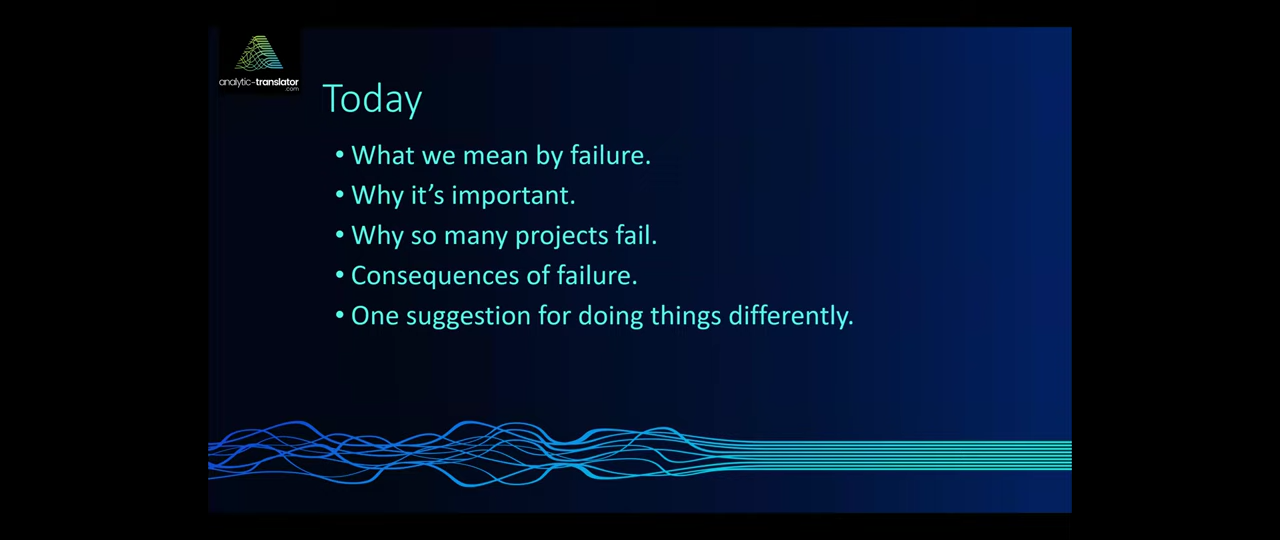 analytic-translator
.com
Today
• What we mean by failure.
• Why it’s important.
• Why so many projects fail.
• Consequences of failure.
• One suggestion for doing things differently.